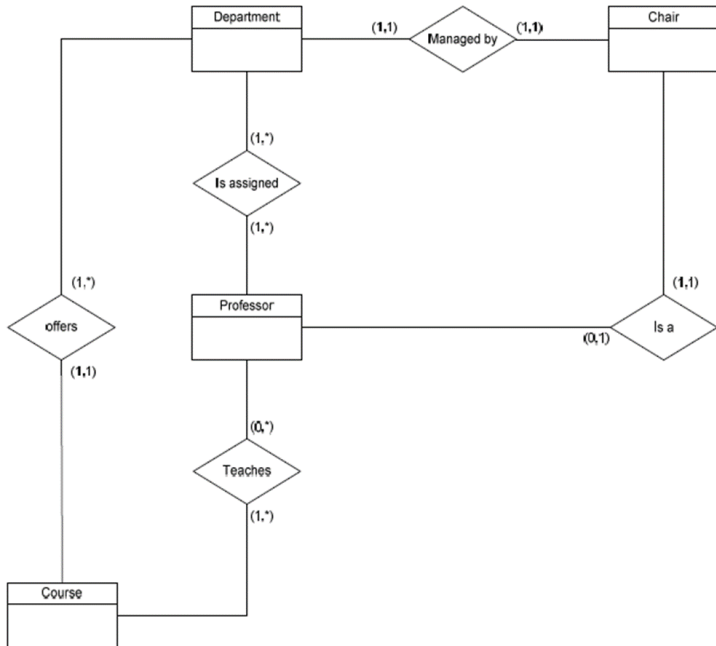 Department
Chair
(1,1)
Managed by
(1,1)
(1,*)
Is assigned
(1,*)
(1,*)
offers
(1,1)
Professor
(1,1)
Is a
(0,1)
(0,*)
Teaches
(1,*)
Course